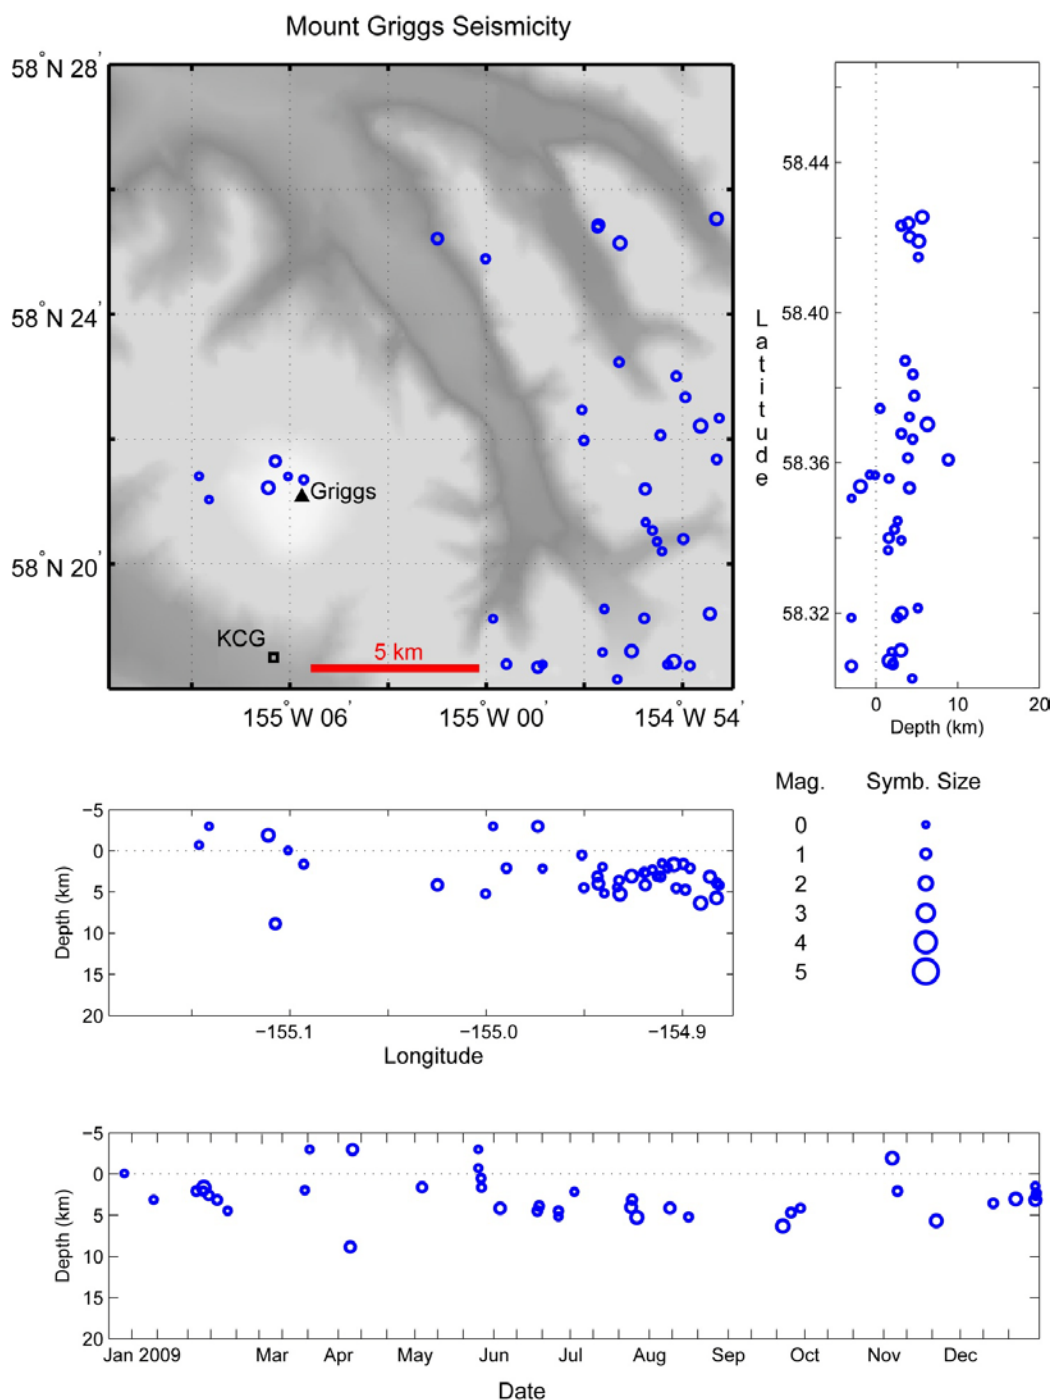 Mount Griggs Seismicity
58°N 28'
58°N 24'
58°N 20'
Griggs
KCG
5 km
155°W 06'
155°W 00'
154°W 54'
Latitude
58.44
58.40
58.36
58.32
0
10
20
Depth (km)
Mag.
Symb. Size
0
1
2
3
4
5
−5
0
5
10
15
20
Depth (km)
−155.1
−155.0
−154.9
Longitude
−5
0
5
10
15
20
Depth (km)
Jan 2009
Mar
Apr
May
Jun
Jul
Aug
Sep
Oct
Nov
Dec
Date